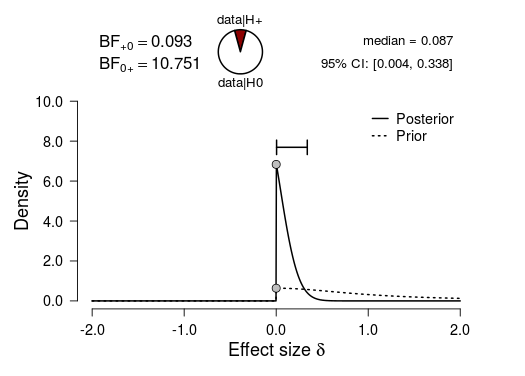 data|H+
BF₊₀ = 0.093
median = 0.087
BF₀₊ = 10.751
95% CI: [0.004, 0.338]
data|H0
10.0
8.0
6.0
4.0
2.0
0.0
Density
Posterior
Prior
-2.0 -1.0 0.0 1.0 2.0
Effect size δ